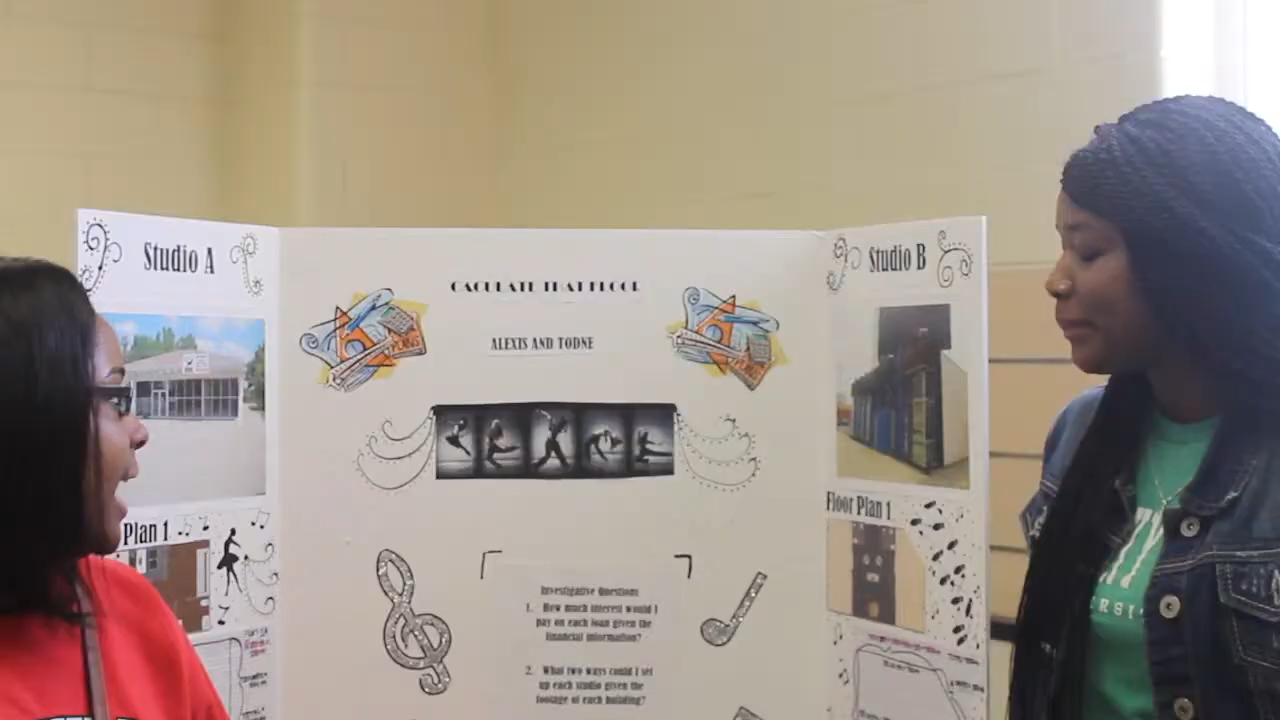 Studio A
CACULATE THAT FLOOR
ALEXIS AND TODNE
Studio B
PLANS
Plan 1
Floor Plan 1
Investigative Questions
1. How much interest would I
pay on each loan given the
financial information?
2. What two ways could I set
up each studio given the
footage of each building?